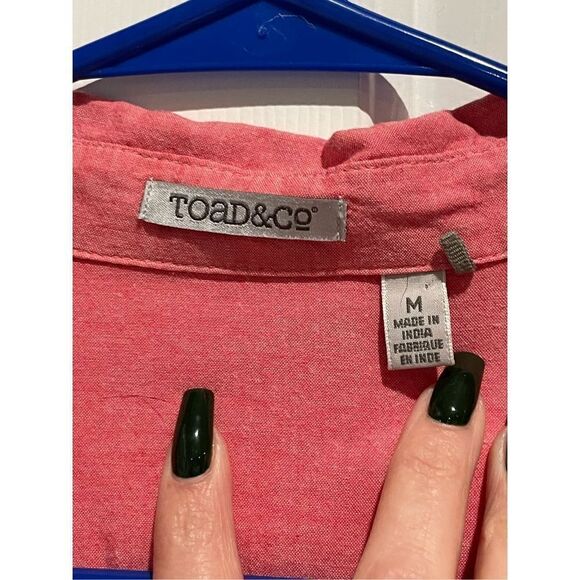 TOAD&CO®
M
MADE IN
INDIA
FABRIQUE
EN INDE